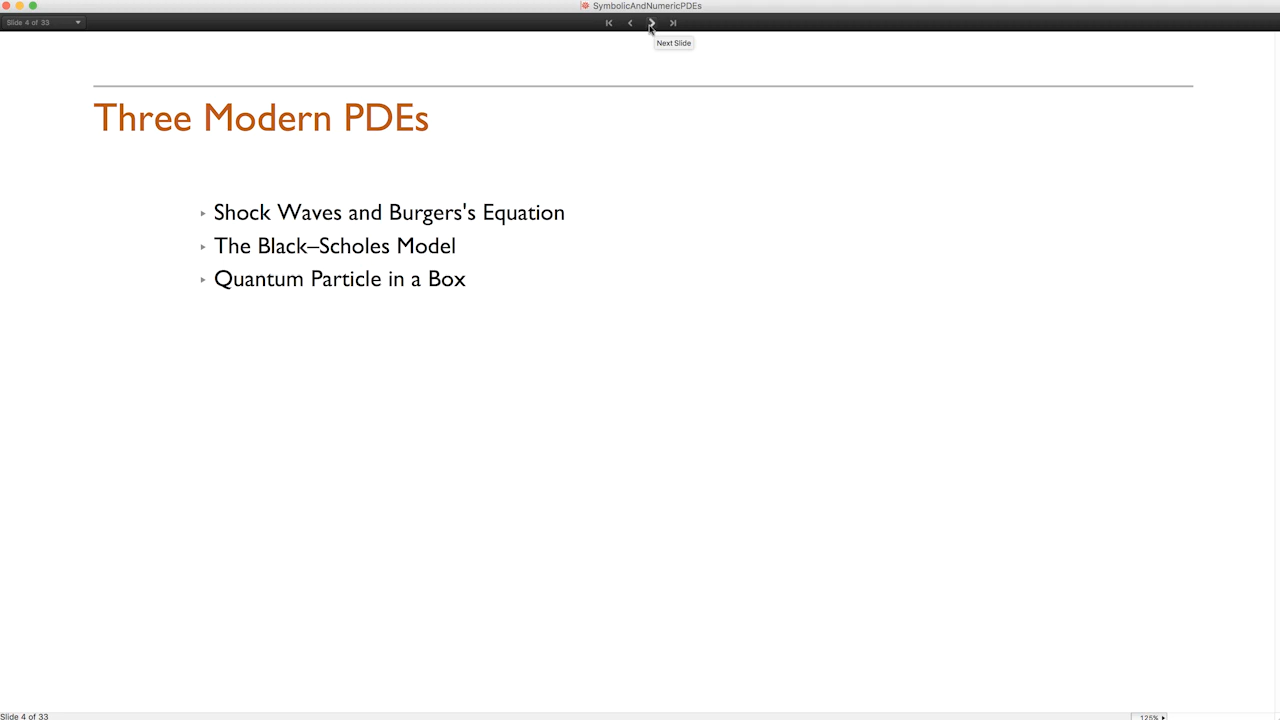 SymbolicAndNumericPDEs
Slide 4 of 33
Next Slide
Three Modern PDEs
Shock Waves and Burgers's Equation
The Black–Scholes Model
Quantum Particle in a Box
Slide 4 of 33
125%